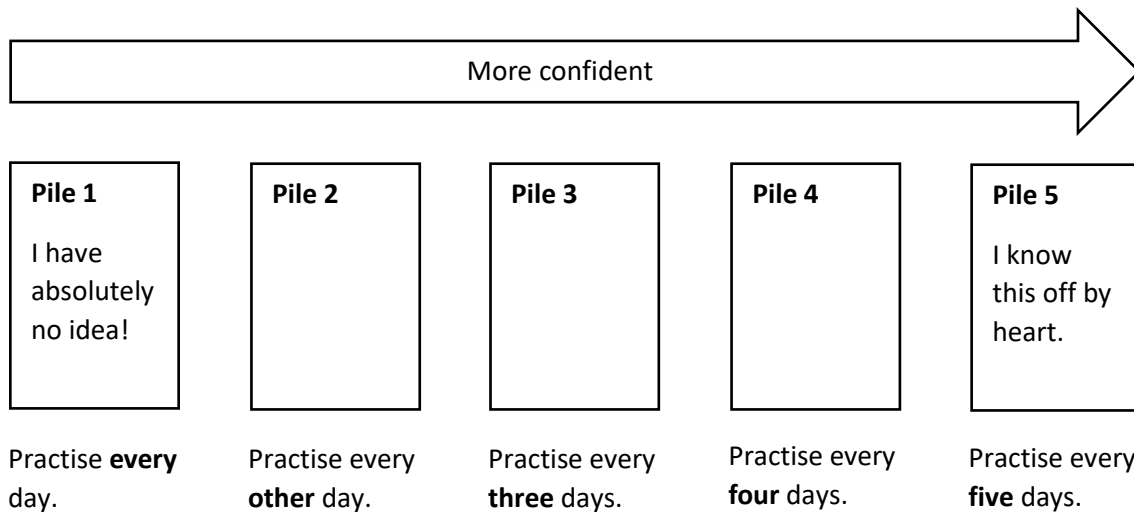 More confident
Pile 1
I have
absolutely
no idea!
Pile 2
Pile 3
Pile 4
Pile 5
I know
this off by
heart.
Practise every
day.
Practise every
other day.
Practise every
three days.
Practise every
four days.
Practise every
five days.